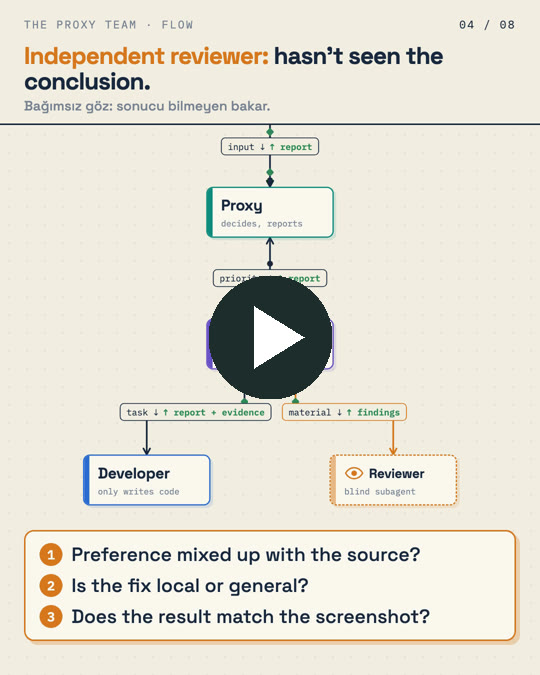 THE PROXY TEAM · FLOW
04 / 08
Independent reviewer: hasn't seen the
conclusion.
Bağımsız göz: sonucu bilmeyen bakar.
input ↓ ↑ report
Proxy
decides, reports
report
task ↓ ↑ report + evidence
material ↓ ↑ findings
Developer
only writes code
Reviewer
blind subagent
1 Preference mixed up with the source?
2 Is the fix local or general?
3 Does the result match the screenshot?